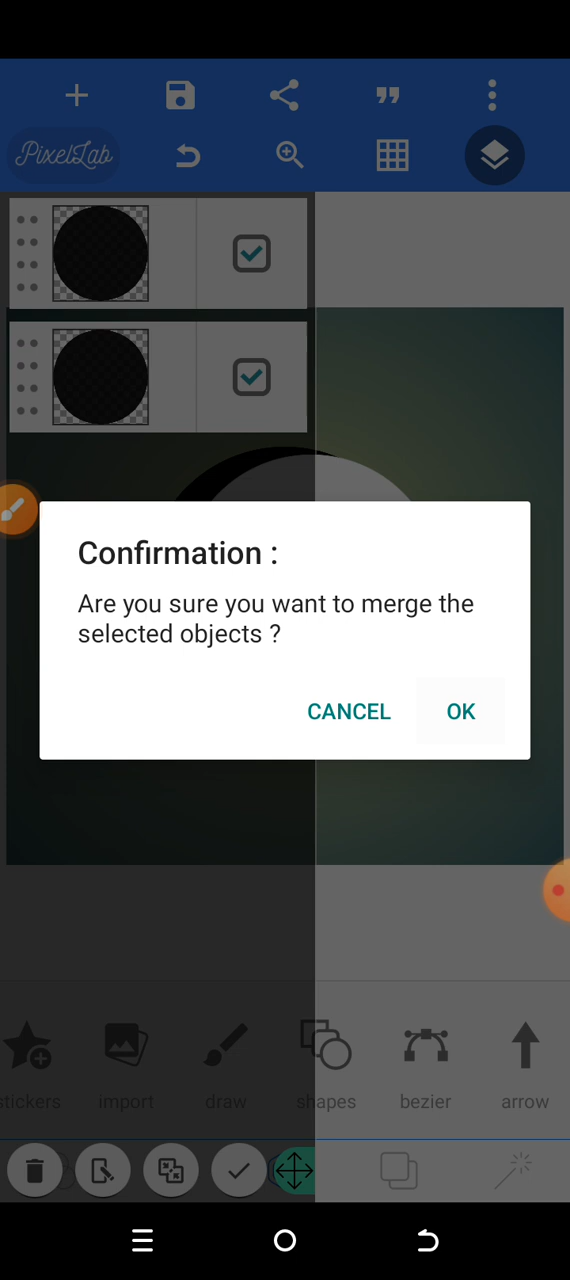 PixelLab
Confirmation :
Are you sure you want to merge the
selected objects ?
CANCEL OK
stickers import draw shapes bezier arrow